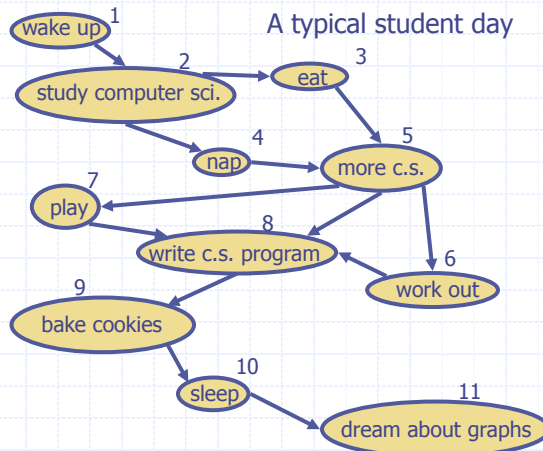 A typical student day
1
wake up
2
study computer sci.
3
eat
4
nap
5
more c.s.
7
play
8
write c.s. program
6
work out
9
bake cookies
10
sleep
11
dream about graphs